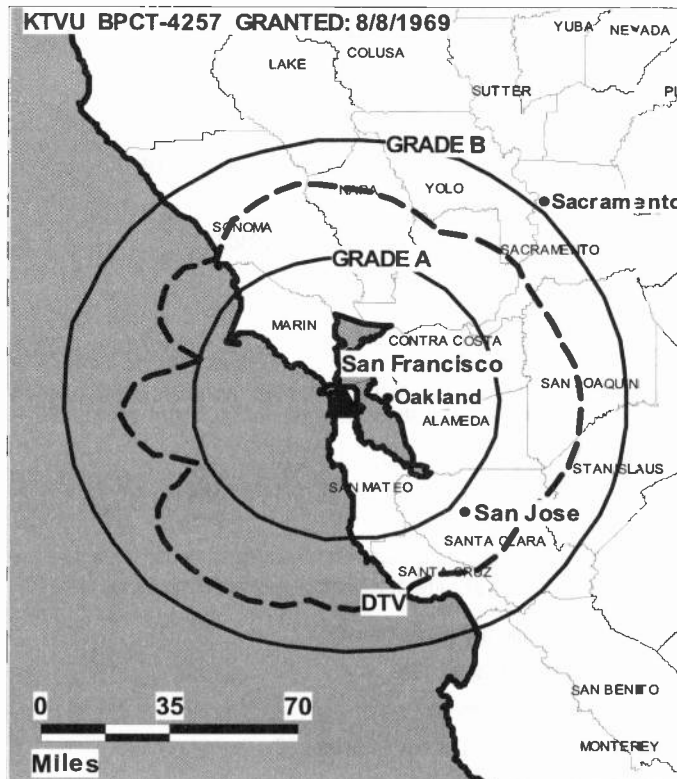 KTVU BPCT-4257 GRANTED: 8/8/1969
YUBA
NEVADA
COLUSA
LAKE
SUTTER
PL
GRADE B
NAPA
YOLO
Sacramento
SONOMA
SACRAMENTO
GRADE A
MARIN
CONTRA COSTA
San Francisco
SAN JOAQUIN
Oakland
ALAMEDA
STANISLAUS
SAN MATEO
San Jose
SANTA CLARA
SANTA CRUZ
DTV
SAN BENITO
0 35 70
Miles
MONTEREY